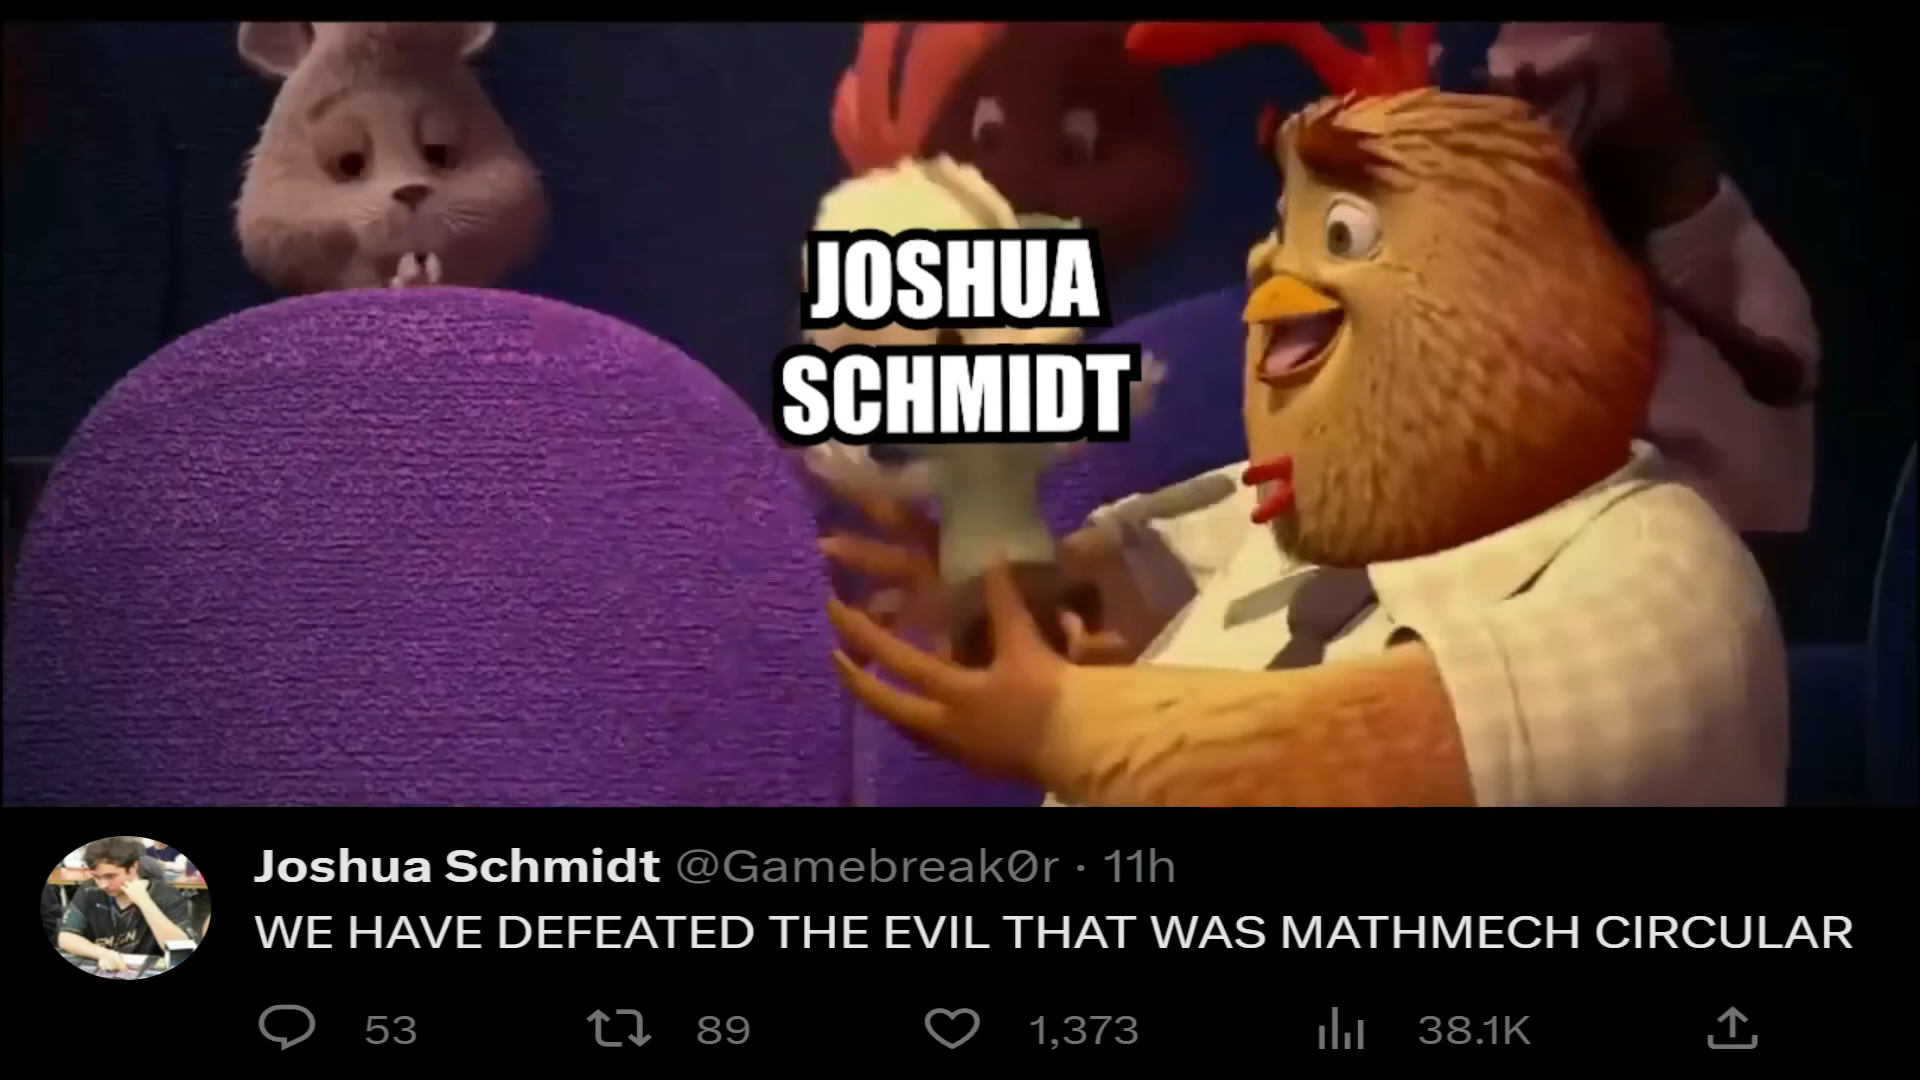 JOSHUA
SCHMIDT
Joshua Schmidt @Gamebreak0r · 11h
WE HAVE DEFEATED THE EVIL THAT WAS MATHMECH CIRCULAR
53 89 1,373 38.1K